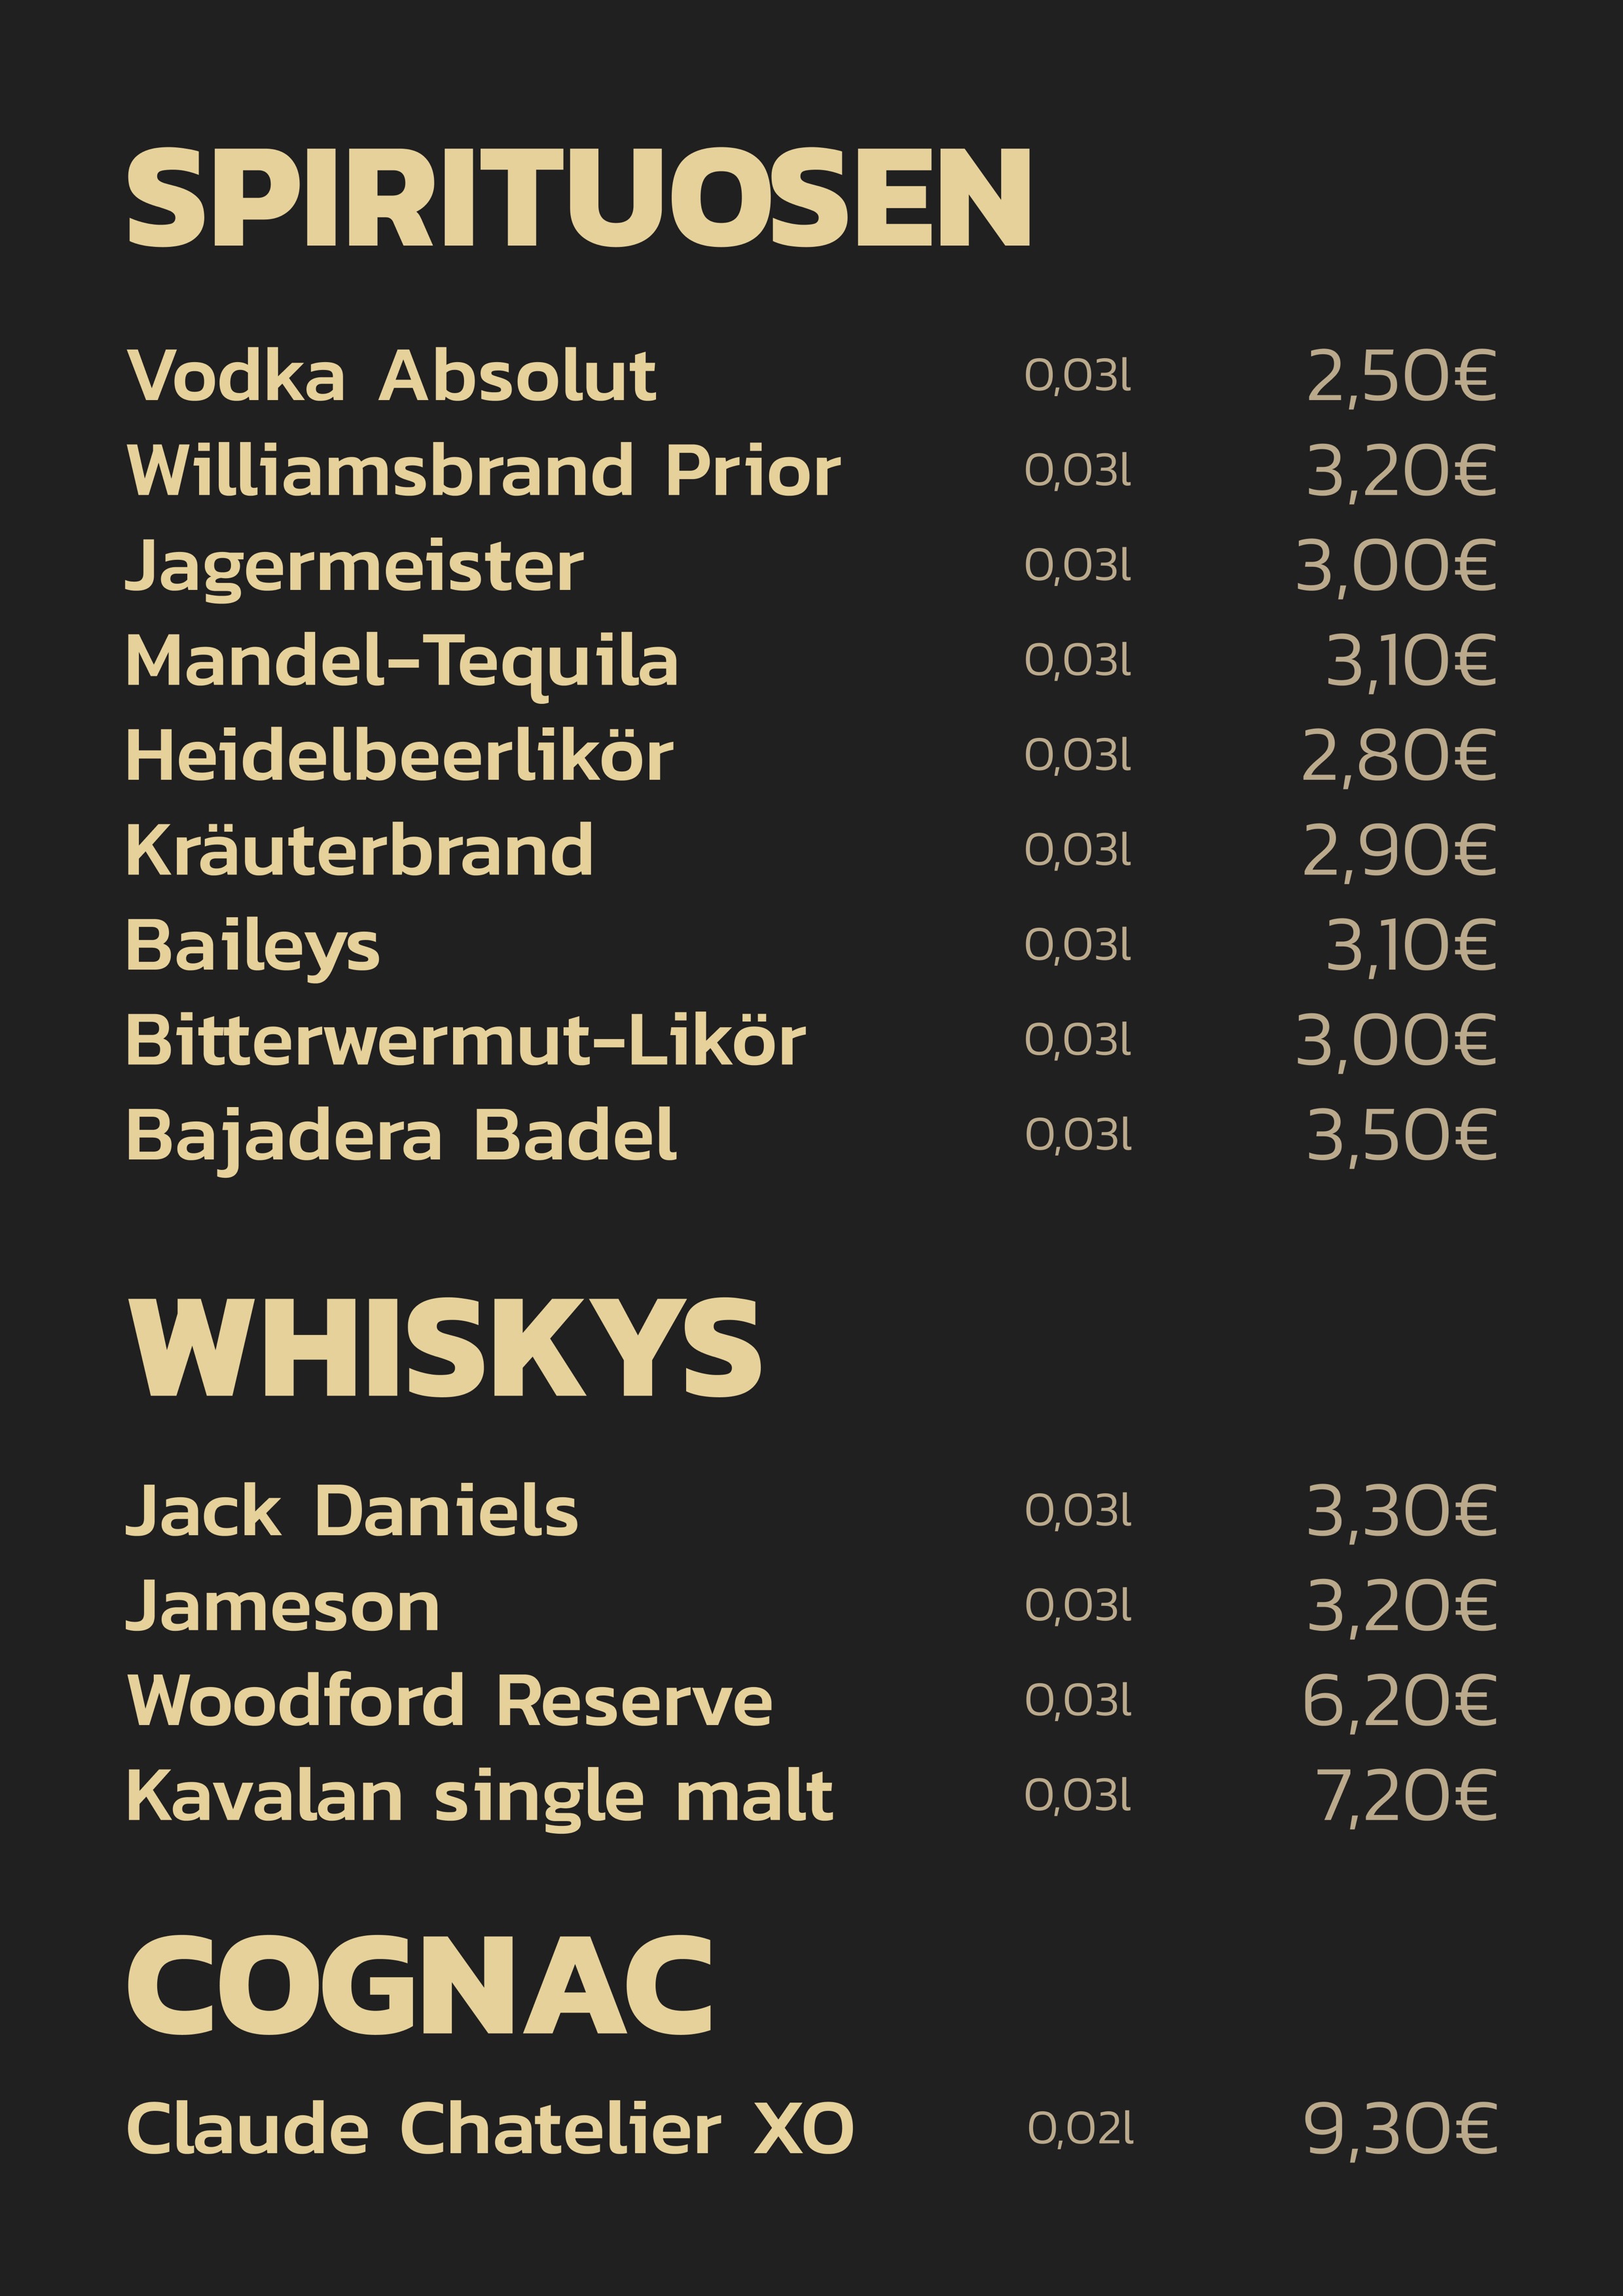 SPIRITUOSEN
Vodka Absolut 0,03l 2,50€
Williamsbrand Prior 0,03l 3,20€
Jagermeister 0,03l 3,00€
Mandel-Tequila 0,03l 3,10€
Heidelbeerlikör 0,03l 2,80€
Kräuterbrand 0,03l 2,90€
Baileys 0,03l 3,10€
Bitterwermut-Likör 0,03l 3,00€
Bajadera Badel 0,03l 3,50€
WHISKYS
Jack Daniels 0,03l 3,30€
Jameson 0,03l 3,20€
Woodford Reserve 0,03l 6,20€
Kavalan single malt 0,03l 7,20€
COGNAC
Claude Chatelier XO 0,02l 9,30€